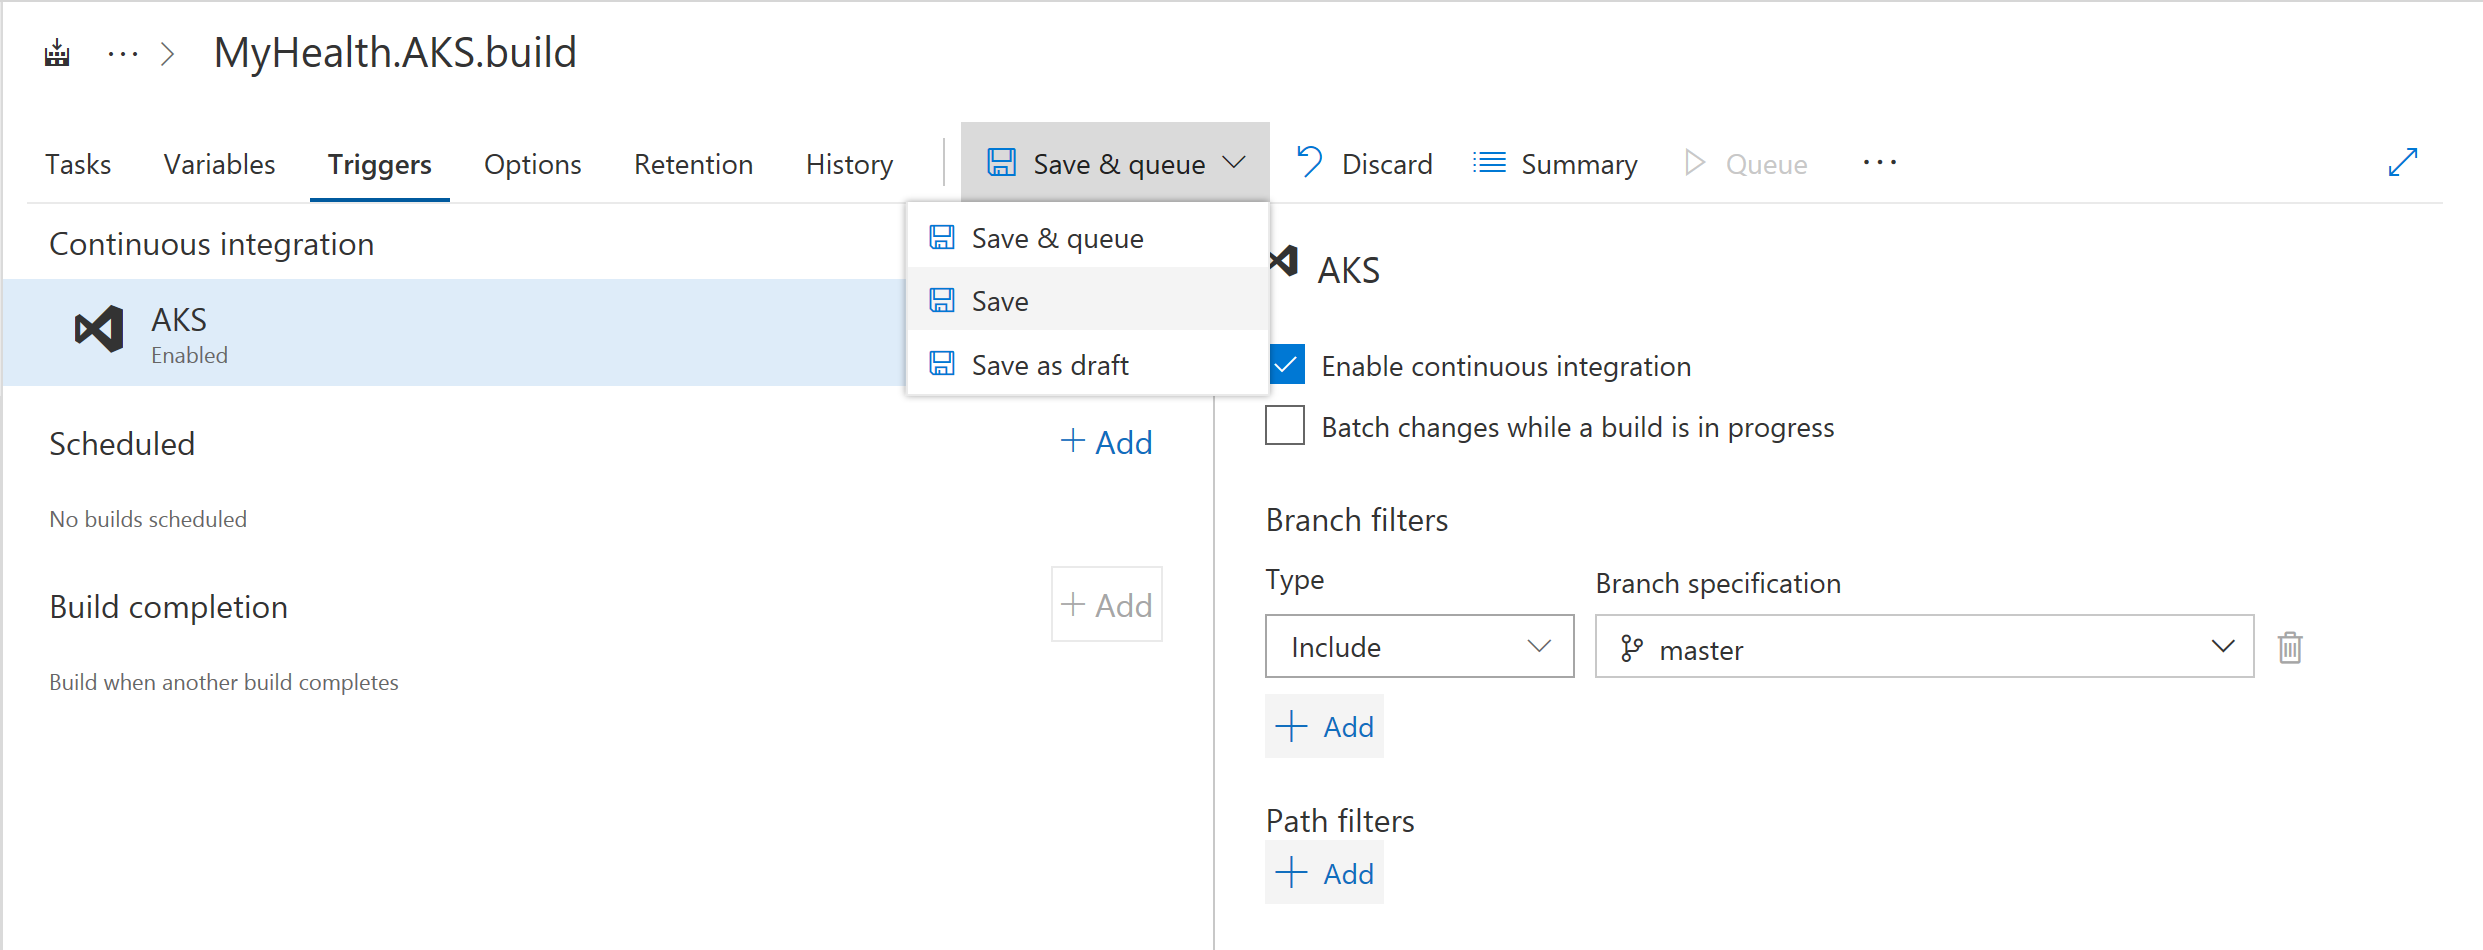 ··· > MyHealth.AKS.build
Tasks Variables Triggers Options Retention History Save & queue Discard Summary Queue ···
Save & queue
Save
Save as draft
Continuous integration
AKS
Enabled
Scheduled + Add
No builds scheduled
Build completion + Add
Build when another build completes
AKS
Enable continuous integration
Batch changes while a build is in progress
Branch filters
Type Branch specification
Include master
+ Add
Path filters
+ Add